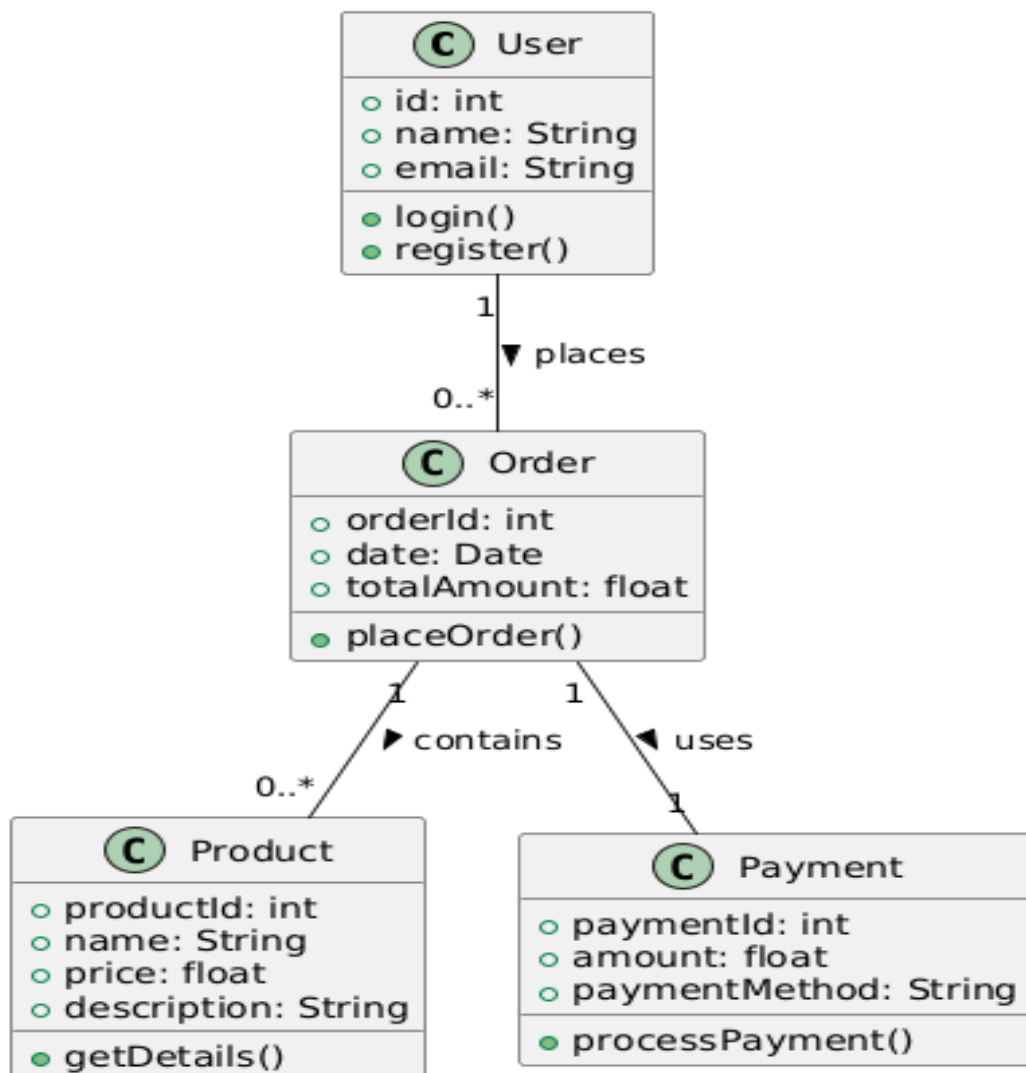 C User
id: int
name: String
email: String
login()
register()
1
places
0..*
C Order
orderId: int
date: Date
totalAmount: float
placeOrder()
1
contains
0..*
1
uses
1
C Product
productId: int
name: String
price: float
description: String
getDetails()
C Payment
paymentId: int
amount: float
paymentMethod: String
processPayment()